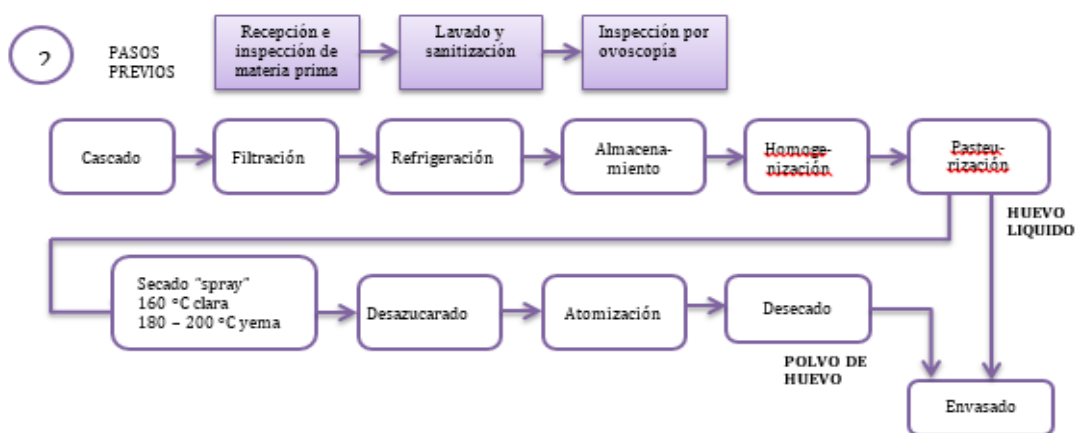 2
PASOS
PREVIOS
Recepción e
inspección de
materia prima
Lavado y
sanitización
Inspección por
ovoscopía
Cascado
Filtración
Refrigeración
Almacena-
miento
Homoge-
nización
Pasteu-
rización
HUEVO
LIQUIDO
Secado "spray"
160 ºC clara
180 – 200 ºC yema
Desazucarado
Atomización
Desecado
POLVO DE
HUEVO
Envasado